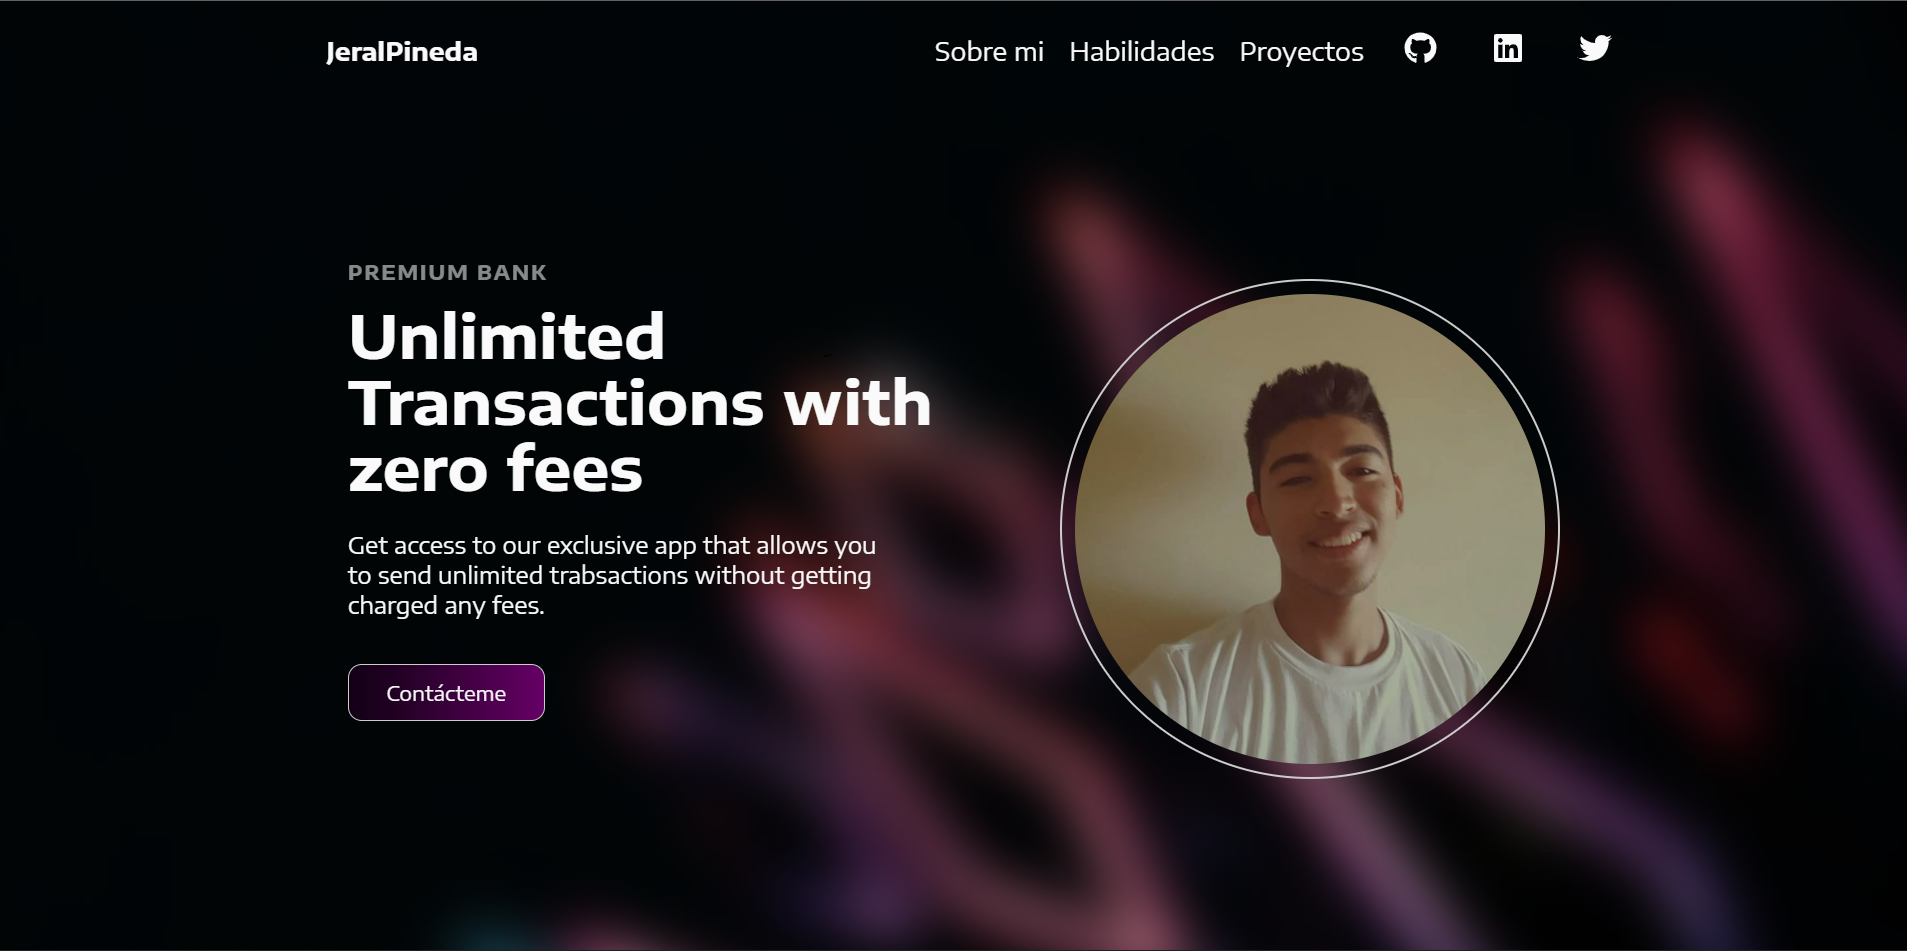 JeralPineda
Sobre mi Habilidades Proyectos
in
PREMIUM BANK
Unlimited
Transactions with
zero fees
Get access to our exclusive app that allows you
to send unlimited trabsactions without getting
charged any fees.
Contácteme